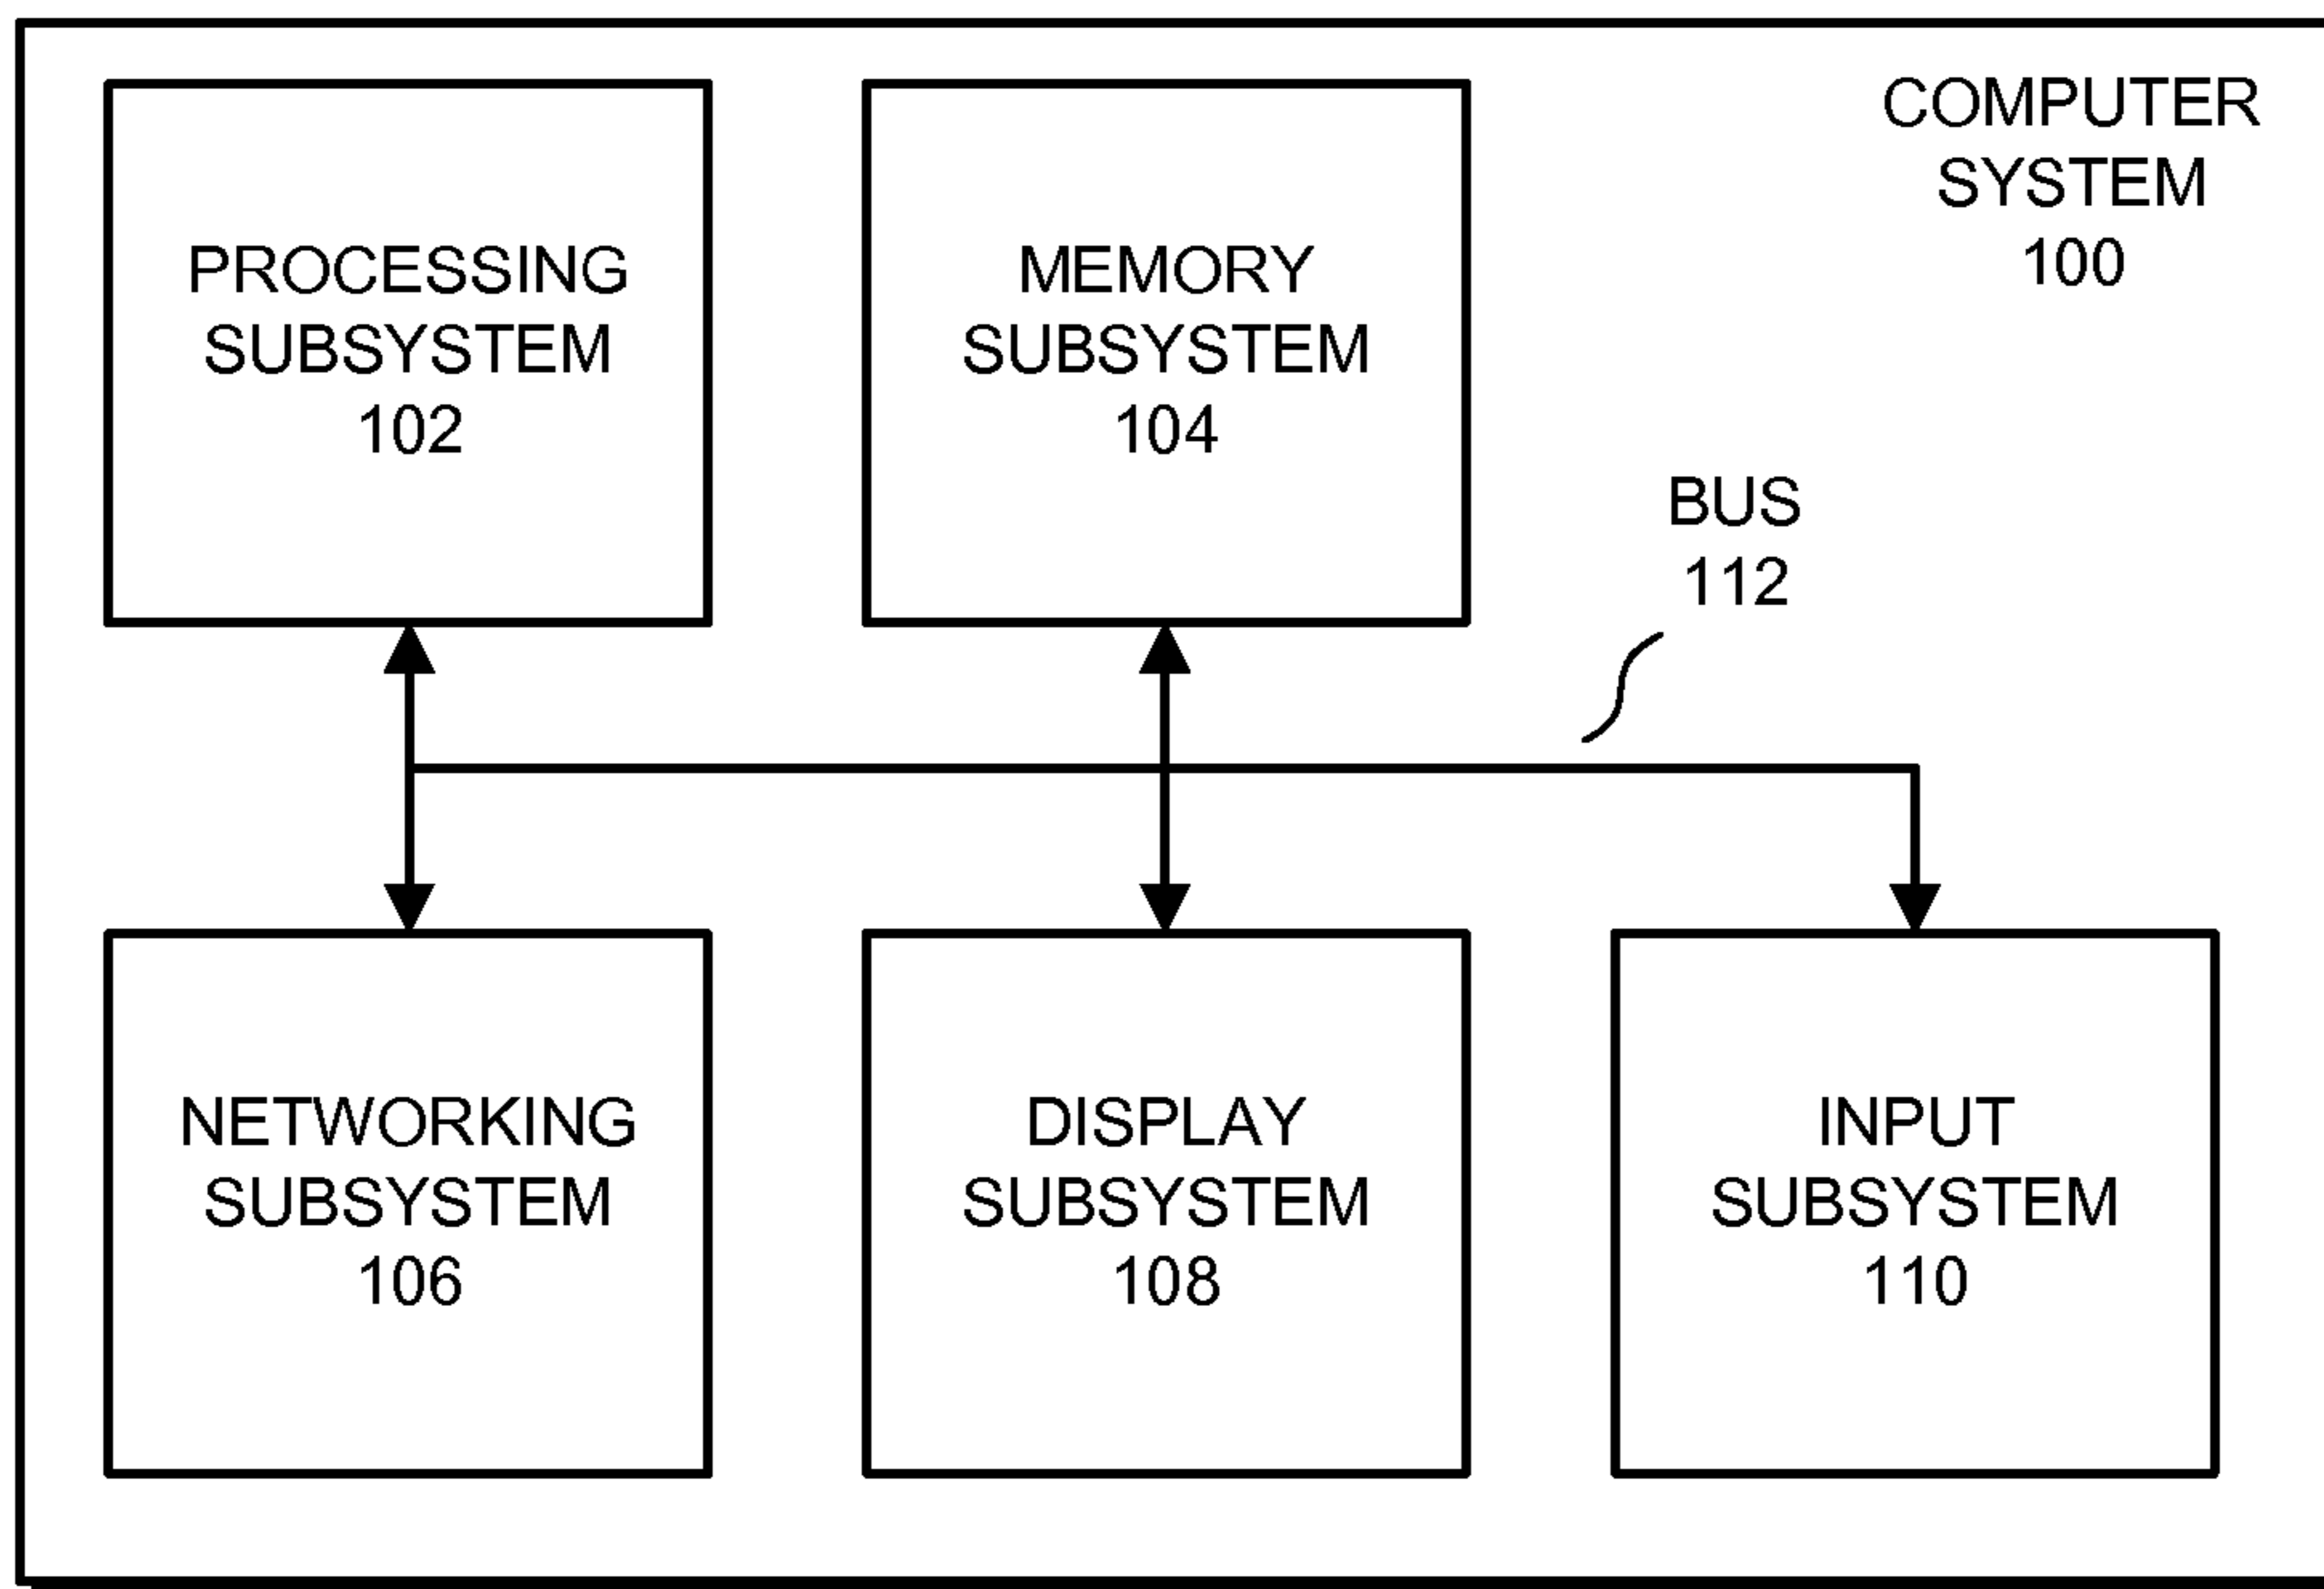 COMPUTER
SYSTEM
100
PROCESSING
SUBSYSTEM
102
MEMORY
SUBSYSTEM
104
BUS
112
NETWORKING
SUBSYSTEM
106
DISPLAY
SUBSYSTEM
108
INPUT
SUBSYSTEM
110